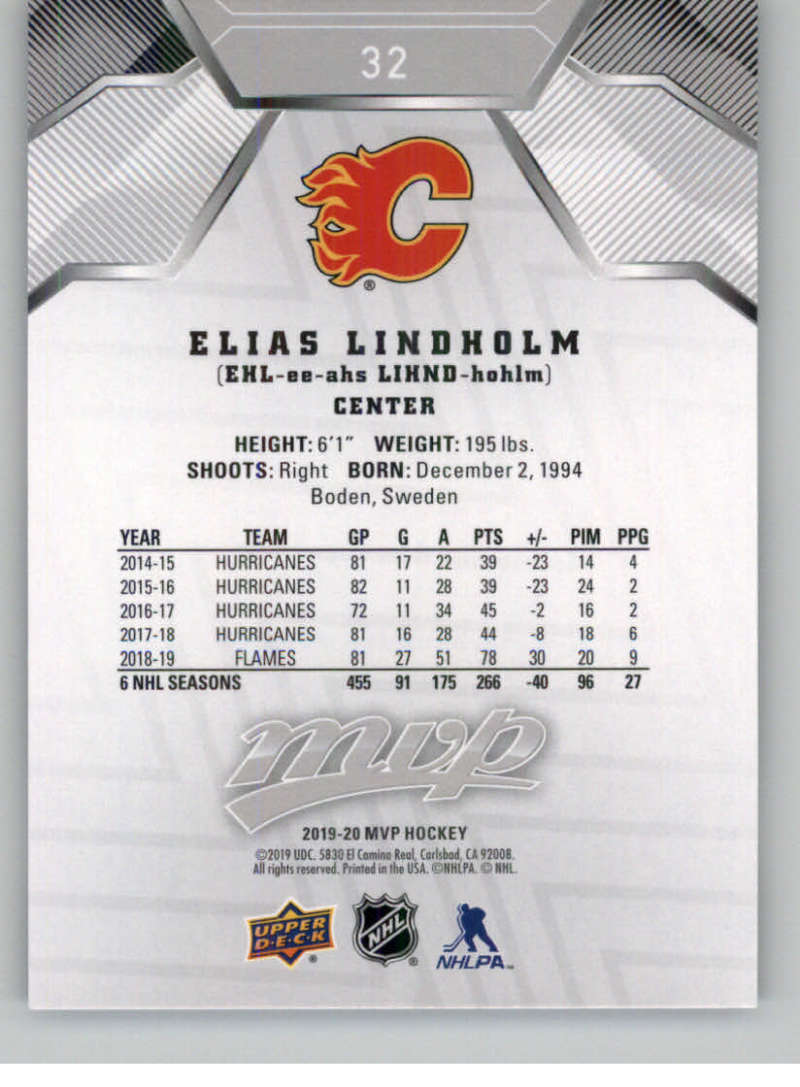 32
C
®
ELIAS LINDHOLM
(EHL-ee-ahs LIHND-hohlm)
CENTER
HEIGHT: 6'1" WEIGHT: 195 lbs.
SHOOTS: Right BORN: December 2, 1994
Boden, Sweden
YEAR TEAM GP G A PTS +/- PIM PPG
2014-15 HURRICANES 81 17 22 39 -23 14 4
2015-16 HURRICANES 82 11 28 39 -23 24 2
2016-17 HURRICANES 72 11 34 45 -2 16 2
2017-18 HURRICANES 81 16 28 44 -8 18 6
2018-19 FLAMES 81 27 51 78 30 20 9
6 NHL SEASONS 455 91 175 266 -40 96 27
mvp
2019-20 MVP HOCKEY
©2019 UDC. 5830 El Camino Real, Carlsbad, CA 92008.
All rights reserved. Printed in the USA. ©NHLPA. © NHL.
UPPER
D·E·C·K
®
NHL
®
NHLPA™